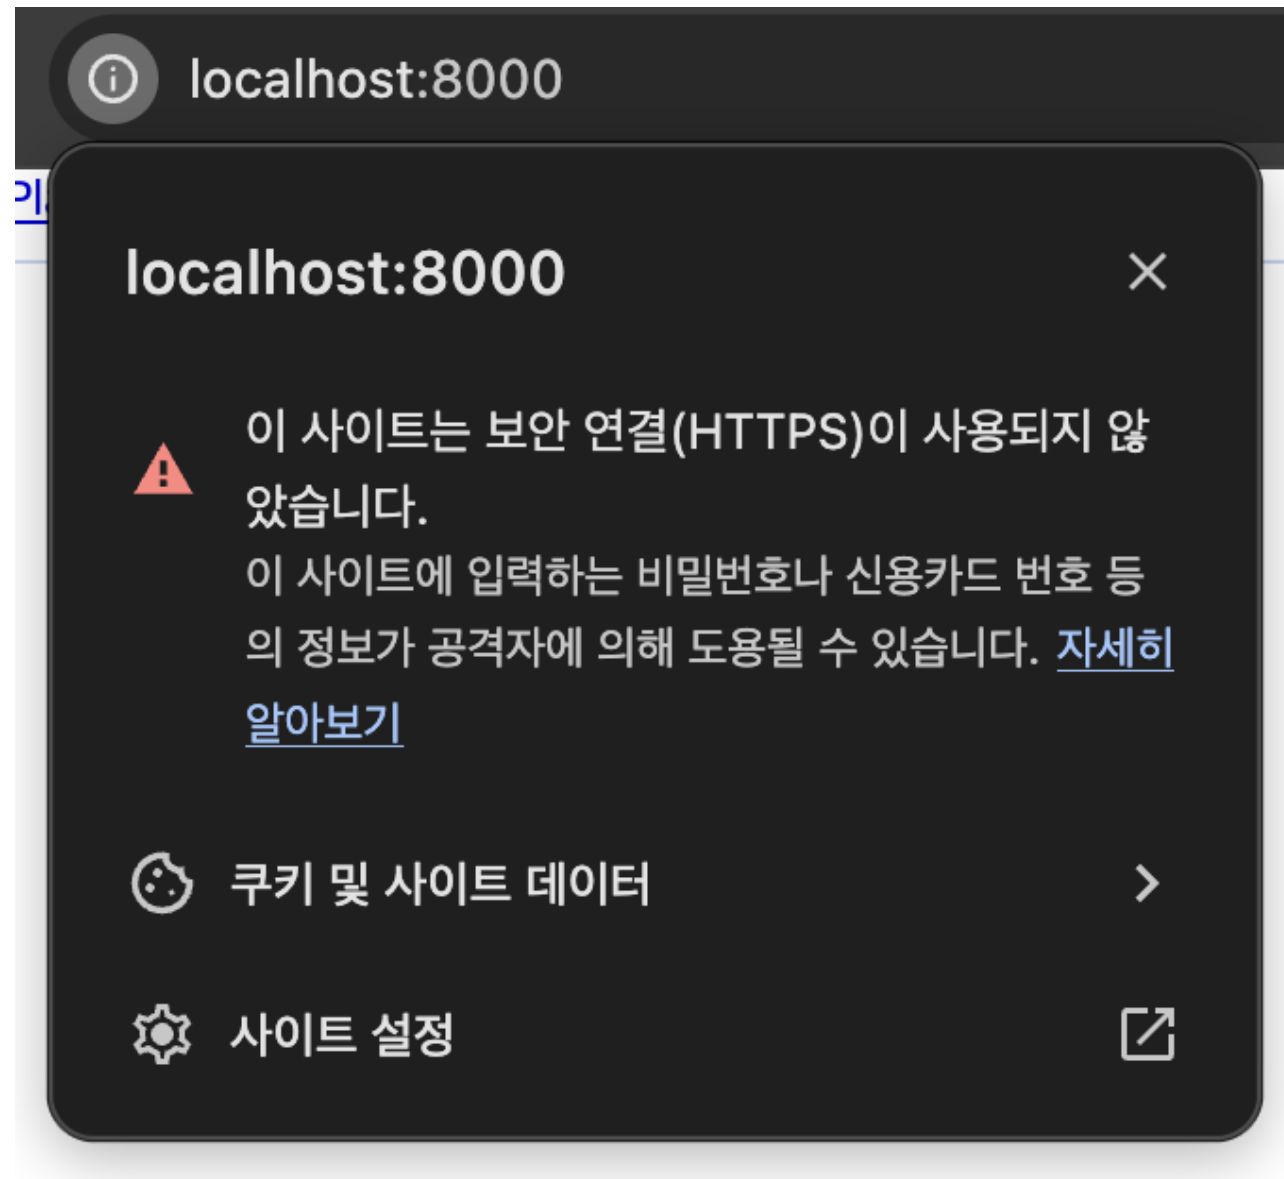 localhost:8000
localhost:8000
이 사이트는 보안 연결(HTTPS)이 사용되지 않
았습니다.
이 사이트에 입력하는 비밀번호나 신용카드 번호 등
의 정보가 공격자에 의해 도용될 수 있습니다. 자세히
알아보기
쿠키 및 사이트 데이터
사이트 설정